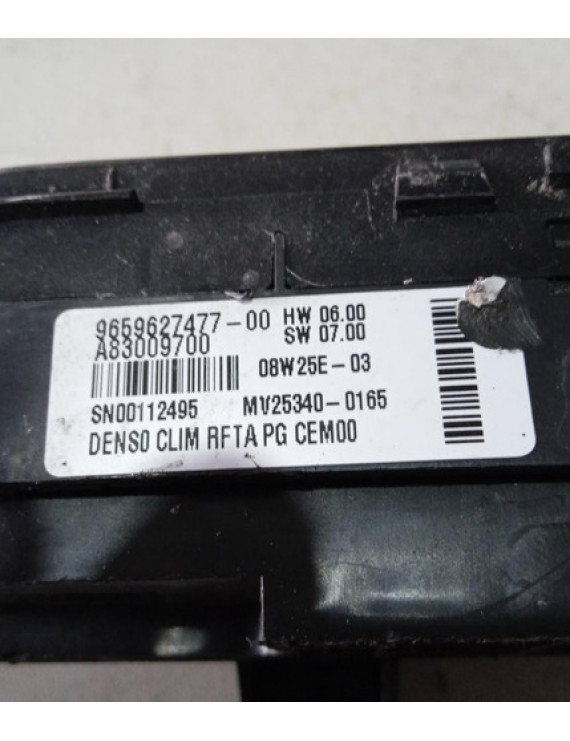 9659627477-00 HW 06.00
A83009700 SW 07.00
08W25E-03
SN00112495 MV25340-0165
DENSO CLIM RFTA PG CEM00